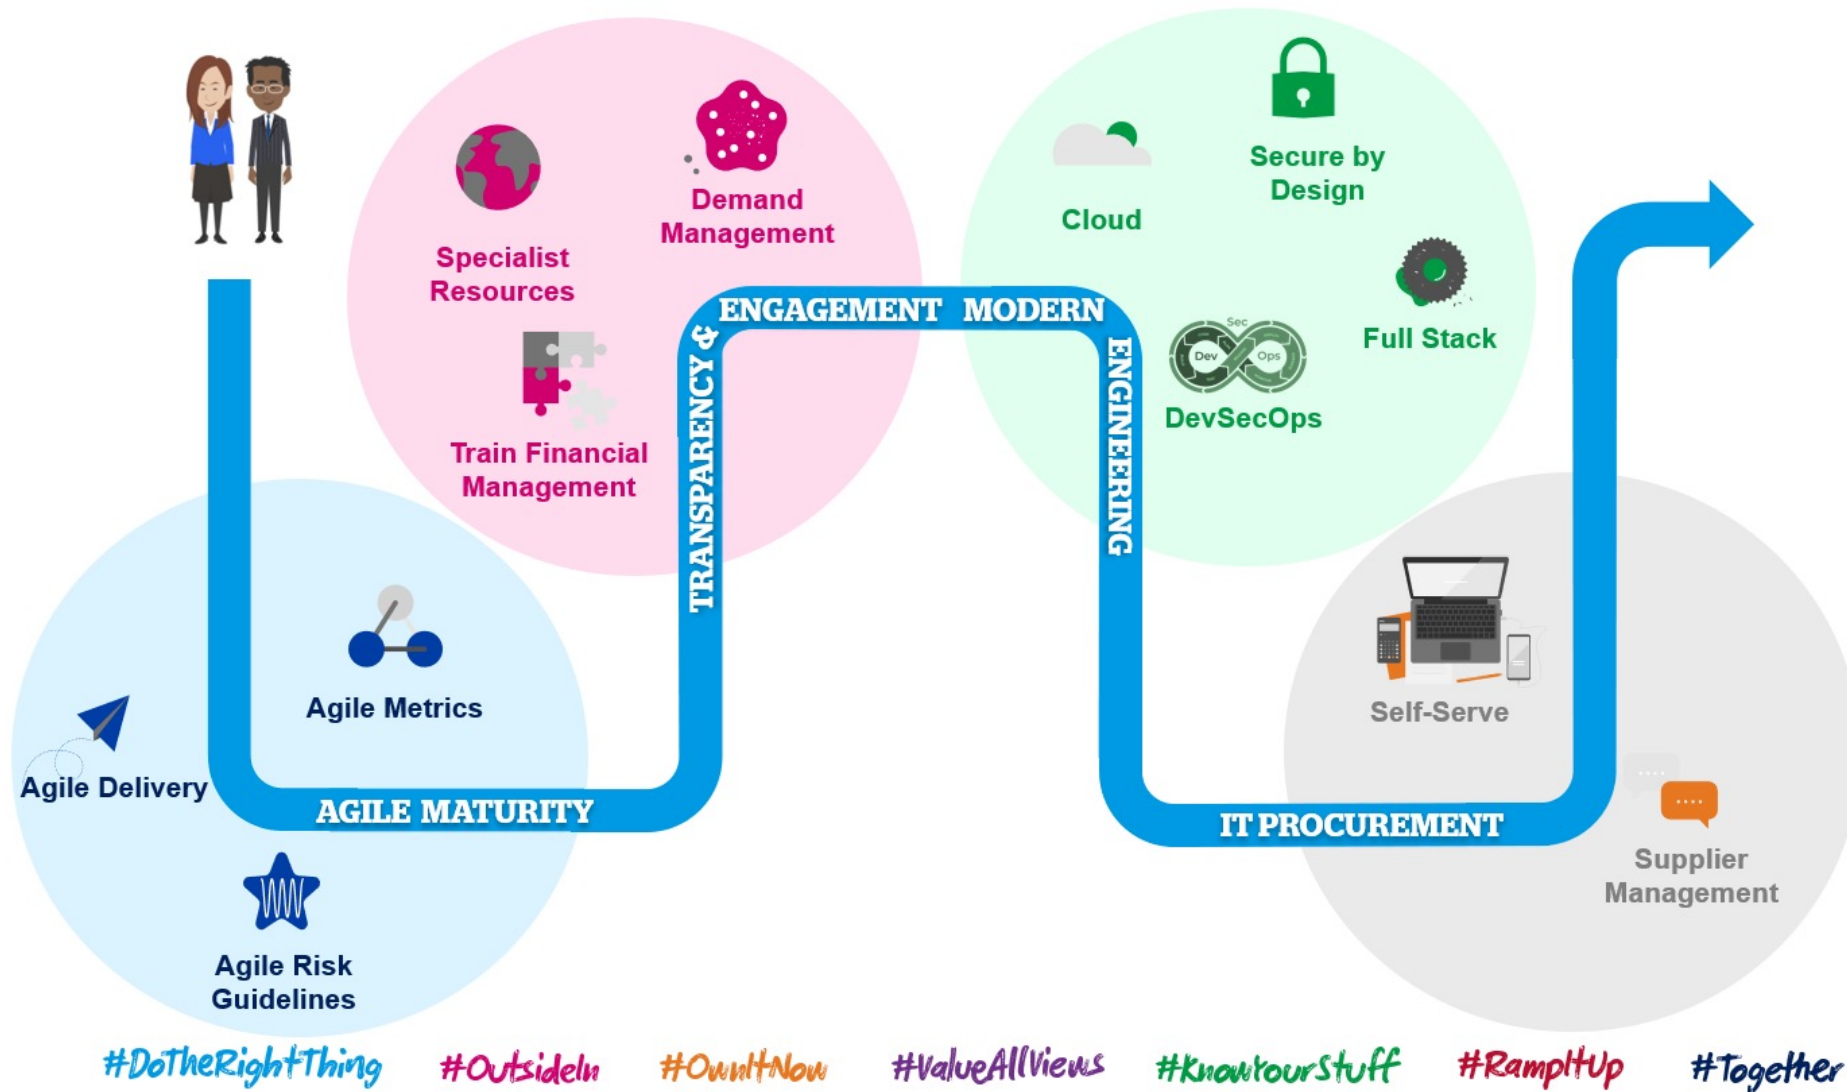 Demand
Management
Specialist
Resources
Train Financial
Management
Secure by
Design
Cloud
Full Stack
Sec
Dev
Ops
DevSecOps
TRANSPARENCY &
ENGAGEMENT
MODERN
ENGINEERING
Agile Metrics
Agile Delivery
AGILE MATURITY
Agile Risk
Guidelines
Self-Serve
IT PROCUREMENT
Supplier
Management
#DoTheRightThing
#OutsideIn
#OwnItNow
#ValueAllViews
#KnowYourStuff
#RampItUp
#Together